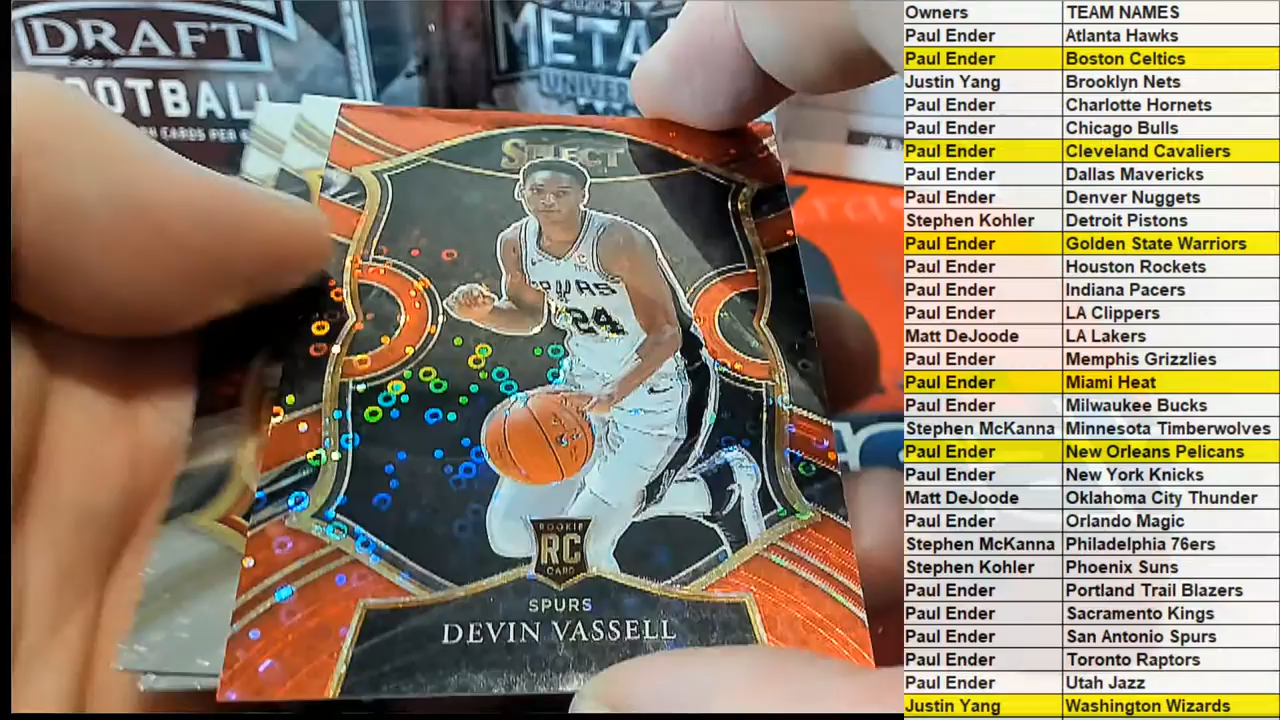 DRAFT
FOOTBALL
CARDS PER
2020-21
METAL
UNIVER
SELECT
SPURS
24
ROOKIE
RC
CARD
SPURS
DEVIN VASSELL
Owners TEAM NAMES
Paul Ender Atlanta Hawks
Paul Ender Boston Celtics
Justin Yang Brooklyn Nets
Paul Ender Charlotte Hornets
Paul Ender Chicago Bulls
Paul Ender Cleveland Cavaliers
Paul Ender Dallas Mavericks
Paul Ender Denver Nuggets
Stephen Kohler Detroit Pistons
Paul Ender Golden State Warriors
Paul Ender Houston Rockets
Paul Ender Indiana Pacers
Paul Ender LA Clippers
Matt DeJoode LA Lakers
Paul Ender Memphis Grizzlies
Paul Ender Miami Heat
Paul Ender Milwaukee Bucks
Stephen McKanna Minnesota Timberwolves
Paul Ender New Orleans Pelicans
Paul Ender New York Knicks
Matt DeJoode Oklahoma City Thunder
Paul Ender Orlando Magic
Stephen McKanna Philadelphia 76ers
Stephen Kohler Phoenix Suns
Paul Ender Portland Trail Blazers
Paul Ender Sacramento Kings
Paul Ender San Antonio Spurs
Paul Ender Toronto Raptors
Paul Ender Utah Jazz
Justin Yang Washington Wizards